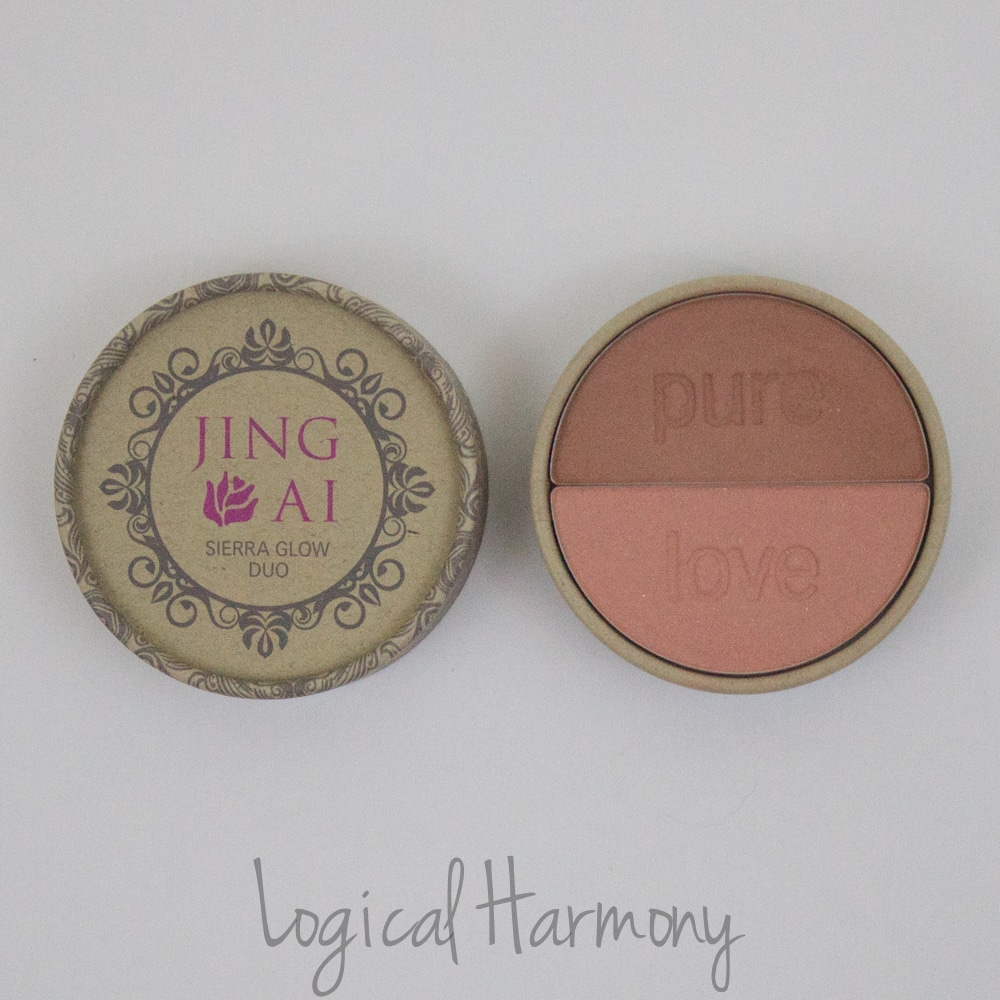 JING
AI
SIERRA GLOW
DUO
pure
love
Logical Harmony